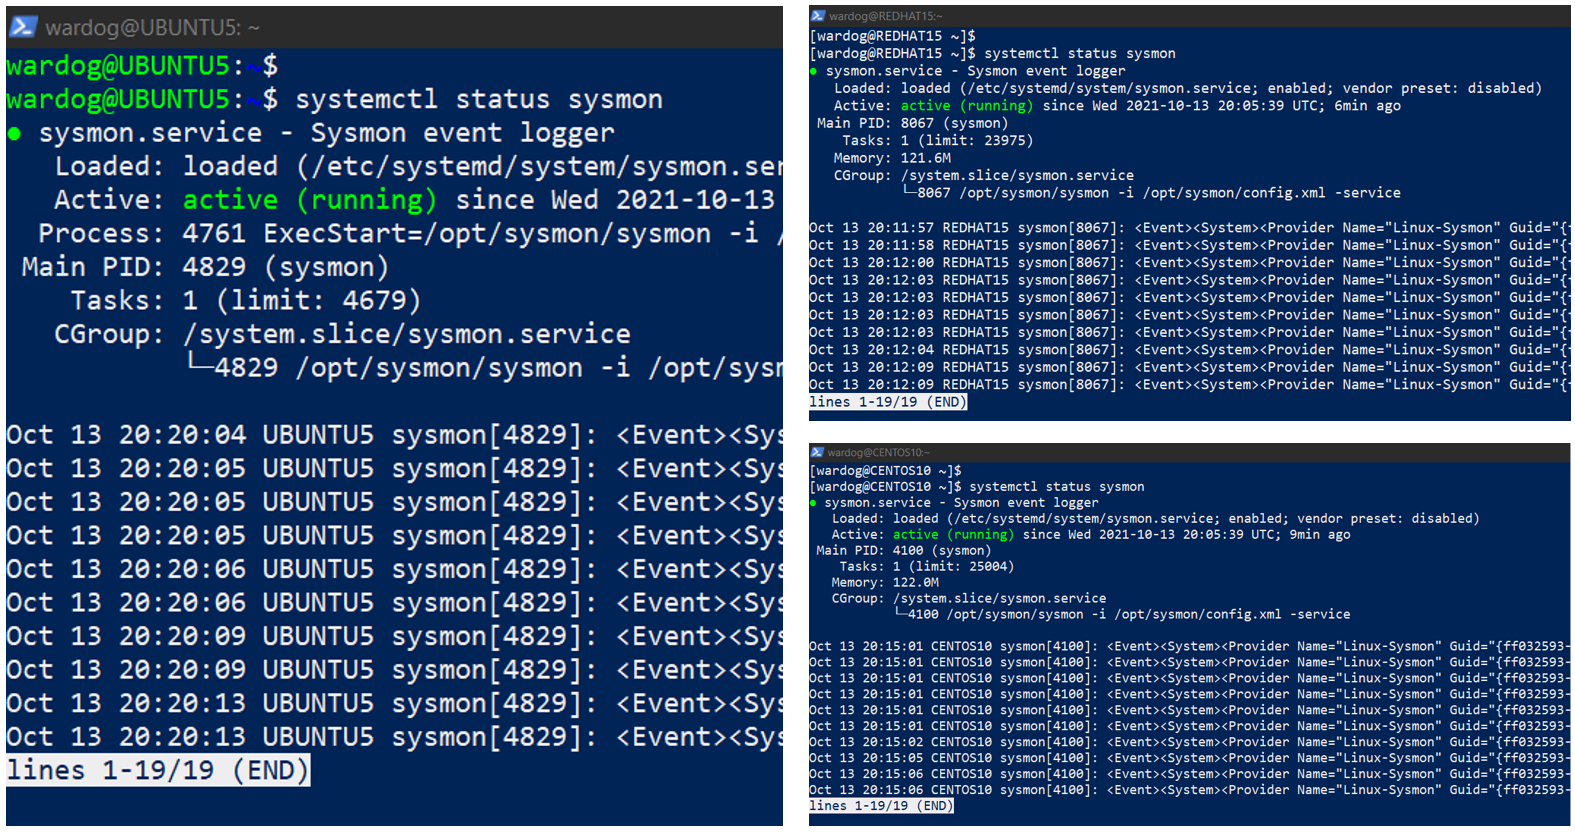 wardog@UBUNTU5: ~
wardog@UBUNTU5:~$
wardog@UBUNTU5:~$ systemctl status sysmon
● sysmon.service - Sysmon event logger
Loaded: loaded (/etc/systemd/system/sysmon.ser
Active: active (running) since Wed 2021-10-13
Process: 4761 ExecStart=/opt/sysmon/sysmon -i /
Main PID: 4829 (sysmon)
Tasks: 1 (limit: 4679)
CGroup: /system.slice/sysmon.service
└─4829 /opt/sysmon/sysmon -i /opt/sysm
Oct 13 20:20:04 UBUNTU5 sysmon[4829]: <Event><Sys
Oct 13 20:20:05 UBUNTU5 sysmon[4829]: <Event><Sys
Oct 13 20:20:05 UBUNTU5 sysmon[4829]: <Event><Sys
Oct 13 20:20:05 UBUNTU5 sysmon[4829]: <Event><Sys
Oct 13 20:20:06 UBUNTU5 sysmon[4829]: <Event><Sys
Oct 13 20:20:06 UBUNTU5 sysmon[4829]: <Event><Sys
Oct 13 20:20:09 UBUNTU5 sysmon[4829]: <Event><Sys
Oct 13 20:20:09 UBUNTU5 sysmon[4829]: <Event><Sys
Oct 13 20:20:13 UBUNTU5 sysmon[4829]: <Event><Sys
Oct 13 20:20:13 UBUNTU5 sysmon[4829]: <Event><Sys
lines 1-19/19 (END)
wardog@REDHAT15:~
[wardog@REDHAT15 ~]$
[wardog@REDHAT15 ~]$ systemctl status sysmon
● sysmon.service - Sysmon event logger
Loaded: loaded (/etc/systemd/system/sysmon.service; enabled; vendor preset: disabled)
Active: active (running) since Wed 2021-10-13 20:05:39 UTC; 6min ago
Main PID: 8067 (sysmon)
Tasks: 1 (limit: 23975)
Memory: 121.6M
CGroup: /system.slice/sysmon.service
└─8067 /opt/sysmon/sysmon -i /opt/sysmon/config.xml -service
Oct 13 20:11:57 REDHAT15 sysmon[8067]: <Event><System><Provider Name="Linux-Sysmon" Guid="{f
Oct 13 20:11:58 REDHAT15 sysmon[8067]: <Event><System><Provider Name="Linux-Sysmon" Guid="{f
Oct 13 20:12:00 REDHAT15 sysmon[8067]: <Event><System><Provider Name="Linux-Sysmon" Guid="{f
Oct 13 20:12:03 REDHAT15 sysmon[8067]: <Event><System><Provider Name="Linux-Sysmon" Guid="{f
Oct 13 20:12:03 REDHAT15 sysmon[8067]: <Event><System><Provider Name="Linux-Sysmon" Guid="{f
Oct 13 20:12:03 REDHAT15 sysmon[8067]: <Event><System><Provider Name="Linux-Sysmon" Guid="{f
Oct 13 20:12:03 REDHAT15 sysmon[8067]: <Event><System><Provider Name="Linux-Sysmon" Guid="{f
Oct 13 20:12:04 REDHAT15 sysmon[8067]: <Event><System><Provider Name="Linux-Sysmon" Guid="{f
Oct 13 20:12:09 REDHAT15 sysmon[8067]: <Event><System><Provider Name="Linux-Sysmon" Guid="{f
Oct 13 20:12:09 REDHAT15 sysmon[8067]: <Event><System><Provider Name="Linux-Sysmon" Guid="{f
lines 1-19/19 (END)
wardog@CENTOS10:~
[wardog@CENTOS10 ~]$
[wardog@CENTOS10 ~]$ systemctl status sysmon
● sysmon.service - Sysmon event logger
Loaded: loaded (/etc/systemd/system/sysmon.service; enabled; vendor preset: disabled)
Active: active (running) since Wed 2021-10-13 20:05:39 UTC; 9min ago
Main PID: 4100 (sysmon)
Tasks: 1 (limit: 25004)
Memory: 122.0M
CGroup: /system.slice/sysmon.service
└─4100 /opt/sysmon/sysmon -i /opt/sysmon/config.xml -service
Oct 13 20:15:01 CENTOS10 sysmon[4100]: <Event><System><Provider Name="Linux-Sysmon" Guid="{ff032593-
Oct 13 20:15:01 CENTOS10 sysmon[4100]: <Event><System><Provider Name="Linux-Sysmon" Guid="{ff032593-
Oct 13 20:15:01 CENTOS10 sysmon[4100]: <Event><System><Provider Name="Linux-Sysmon" Guid="{ff032593-
Oct 13 20:15:01 CENTOS10 sysmon[4100]: <Event><System><Provider Name="Linux-Sysmon" Guid="{ff032593-
Oct 13 20:15:01 CENTOS10 sysmon[4100]: <Event><System><Provider Name="Linux-Sysmon" Guid="{ff032593-
Oct 13 20:15:01 CENTOS10 sysmon[4100]: <Event><System><Provider Name="Linux-Sysmon" Guid="{ff032593-
Oct 13 20:15:02 CENTOS10 sysmon[4100]: <Event><System><Provider Name="Linux-Sysmon" Guid="{ff032593-
Oct 13 20:15:05 CENTOS10 sysmon[4100]: <Event><System><Provider Name="Linux-Sysmon" Guid="{ff032593-
Oct 13 20:15:06 CENTOS10 sysmon[4100]: <Event><System><Provider Name="Linux-Sysmon" Guid="{ff032593-
Oct 13 20:15:06 CENTOS10 sysmon[4100]: <Event><System><Provider Name="Linux-Sysmon" Guid="{ff032593-
lines 1-19/19 (END)